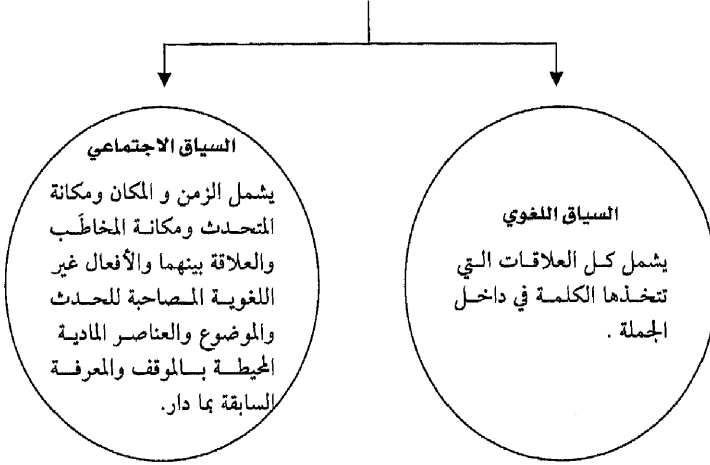 السياق اللغوي
يشمل كل العلاقات التي
تتخذها الكلمة في داخل
الجملة .
السياق الاجتماعي
يشمل الزمن و المكان ومكانة
المتحدث ومكانة المخاطَب
والعلاقة بينهما والأفعال غير
اللغوية المصاحبة للحدث
والموضوع والعناصر المادية
المحيطة بالموقف والمعرفة
السابقة بما دار.